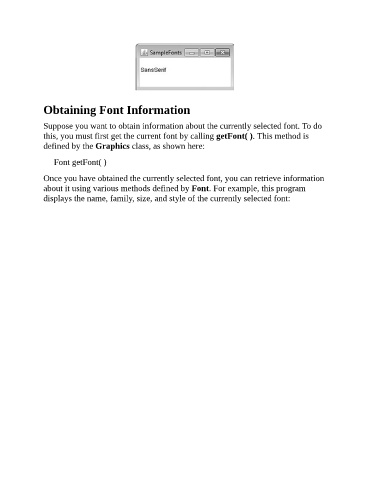 SampleFonts
SansSerif
Obtaining Font Information
Suppose you want to obtain information about the currently selected font. To do
this, you must first get the current font by calling getFont( ). This method is
defined by the Graphics class, as shown here:
Font getFont( )
Once you have obtained the currently selected font, you can retrieve information
about it using various methods defined by Font. For example, this program
displays the name, family, size, and style of the currently selected font: